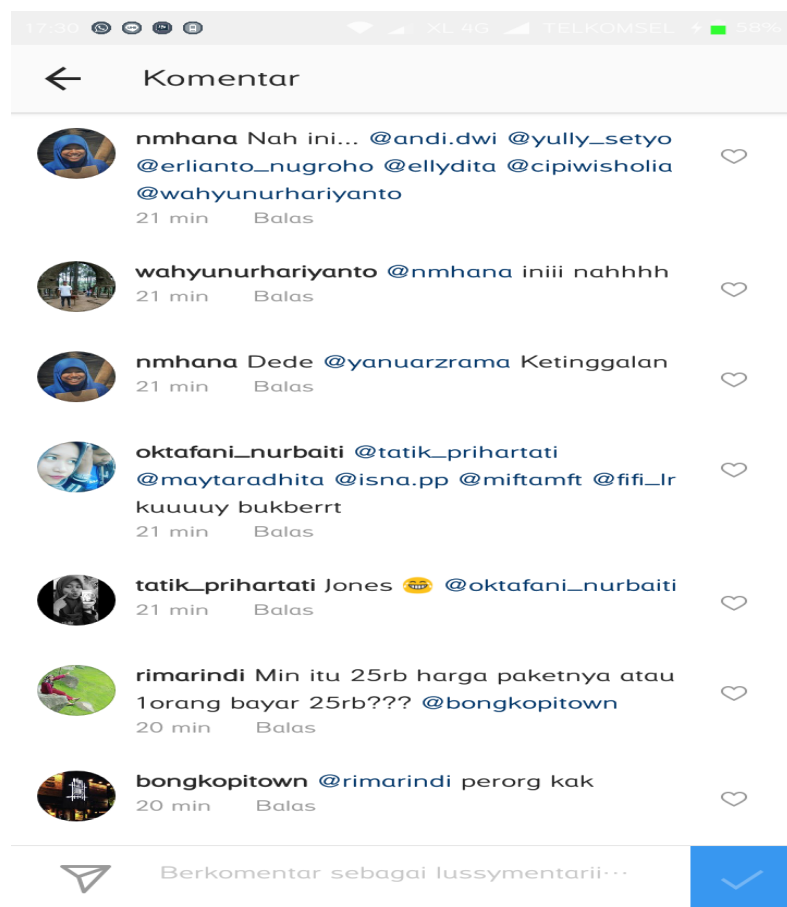 17:30 XL 4G TELKOMSEL 58%
Komentar
nmhana Nah ini... @andi.dwi @yully_setyo
@erlianto_nugroho @ellydita @cipiwisholia
@wahyunurhariyanto
21 min Balas
wahyunurhariyanto @nmhana iniii nahhhh
21 min Balas
nmhana Dede @yanuarzrama Ketinggalan
21 min Balas
oktafani_nurbaiti @tatik_prihartati
@maytaradhita @isna.pp @miftamft @fifi_lr
kuuuuy bukberrt
21 min Balas
tatik_prihartati Jones 😂 @oktafani_nurbaiti
21 min Balas
rimarindi Min itu 25rb harga paketnya atau
1orang bayar 25rb??? @bongkopitown
20 min Balas
bongkopitown @rimarindi perorg kak
20 min Balas
Berkomentar sebagai lussymentarii...